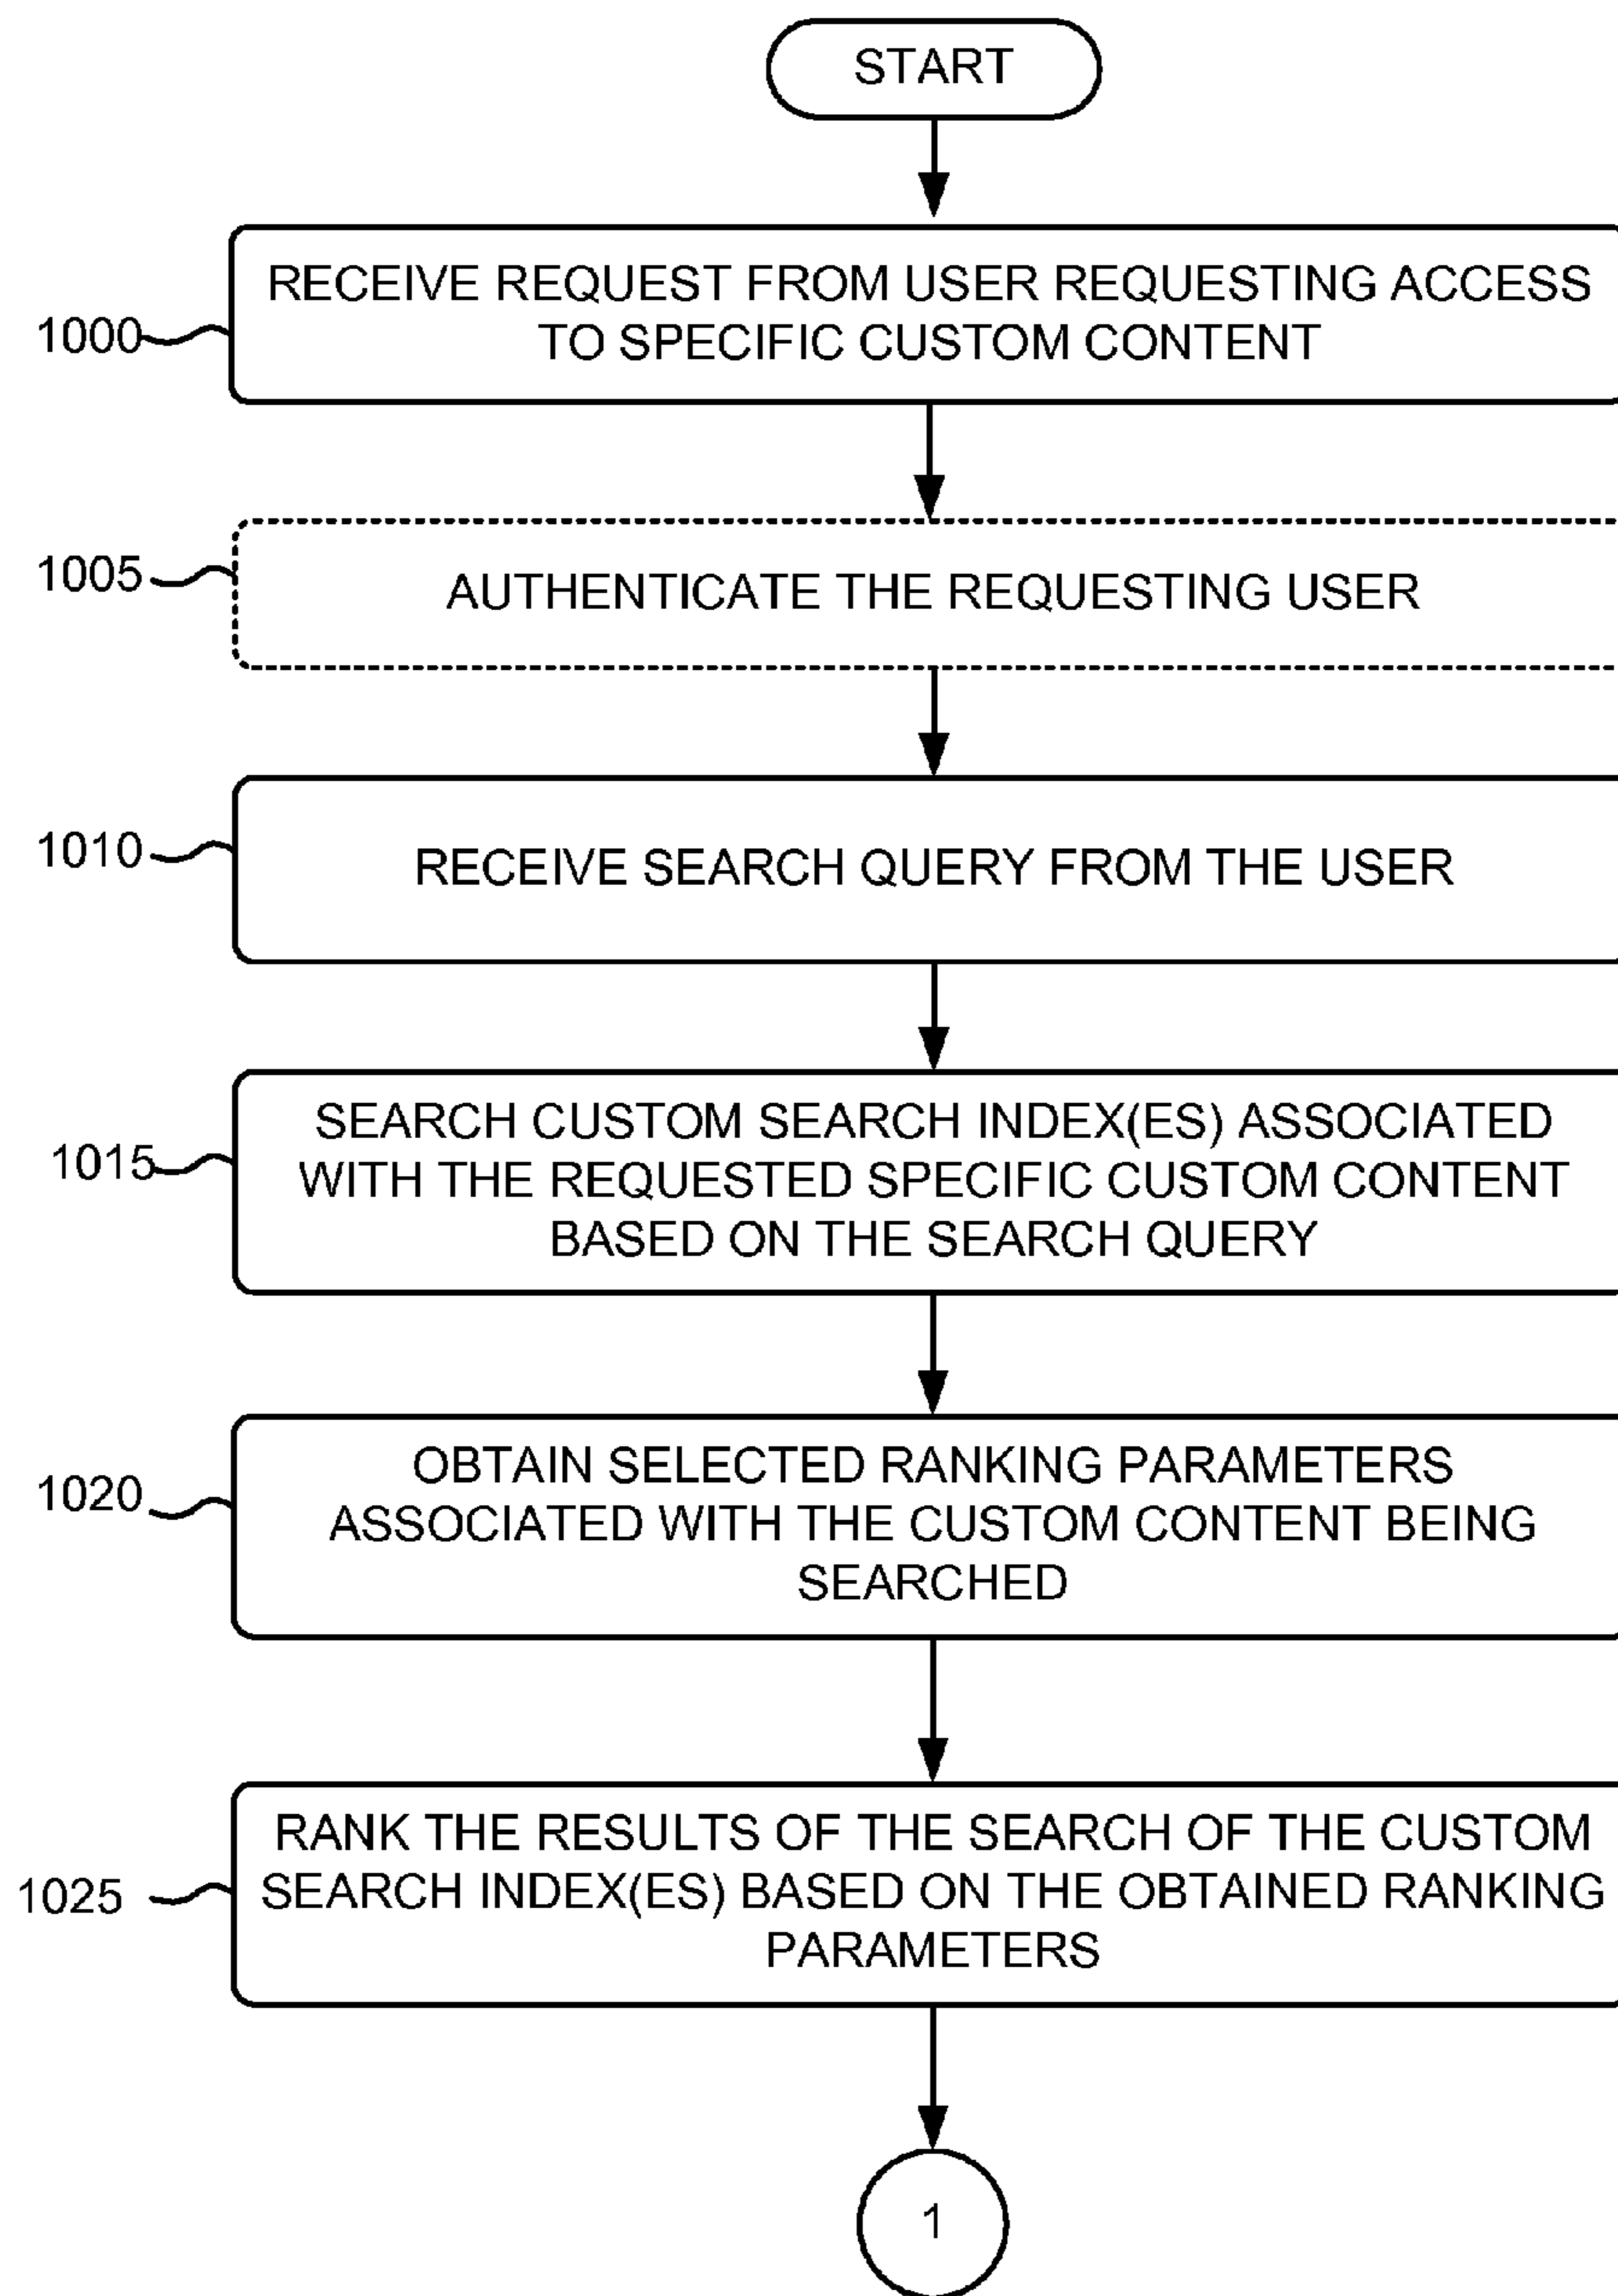 START
RECEIVE REQUEST FROM USER REQUESTING ACCESS
TO SPECIFIC CUSTOM CONTENT
1000
1005
AUTHENTICATE THE REQUESTING USER
1010
RECEIVE SEARCH QUERY FROM THE USER
SEARCH CUSTOM SEARCH INDEX(ES) ASSOCIATED
1015
WITH THE REQUESTED SPECIFIC CUSTOM CONTENT
BASED ON THE SEARCH QUERY
OBTAIN SELECTED RANKING PARAMETERS
1020
ASSOCIATED WITH THE CUSTOM CONTENT BEING
SEARCHED
RANK THE RESULTS OF THE SEARCH OF THE CUSTOM
SEARCH INDEX(ES) BASED ON THE OBTAINED RANKING
1025
PARAMETERS
1